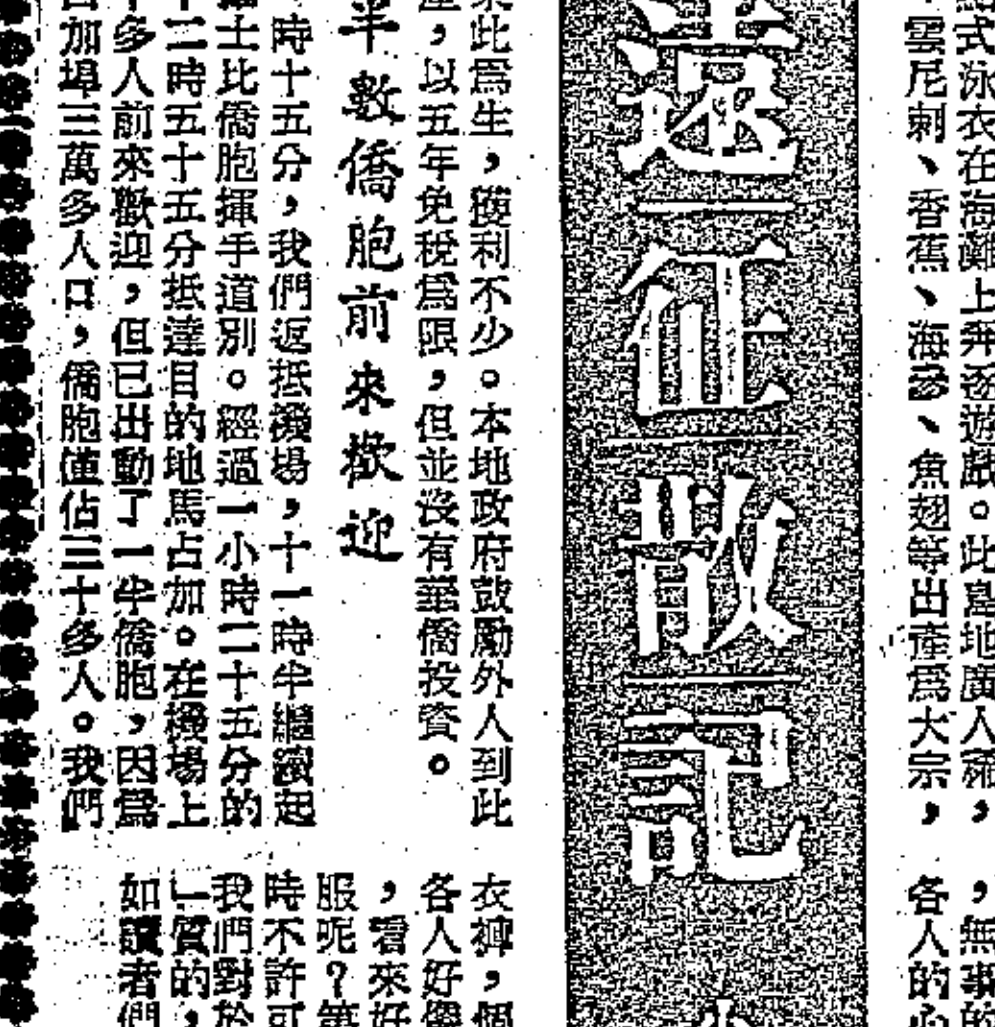 式泳衣在海灘上奔逐遊戲。此島地廣人稀,
雲尼剌、香蕉、海參、魚翅等出產爲大宗,
遠征散記
此爲生,獲利不少。本地政府鼓勵外人到此
,以五年免稅爲限,但並沒有華僑投資。
半數僑胞前來歡迎
時十五分,我們返抵機場,十一時半繼續起
士比僑胞揮手道別。經過一小時二十五分的
二時五十五分抵達目的地馬占加。在機場上
多人前來歡迎,但已出動了一半僑胞,因爲
加埠三萬多人口,僑胞僅佔三十多人。我們
,無事的
各人的心
衣褲,個
各人好像
,看來好
服呢?第
時不許可
我們對於
質的,
如讀者們